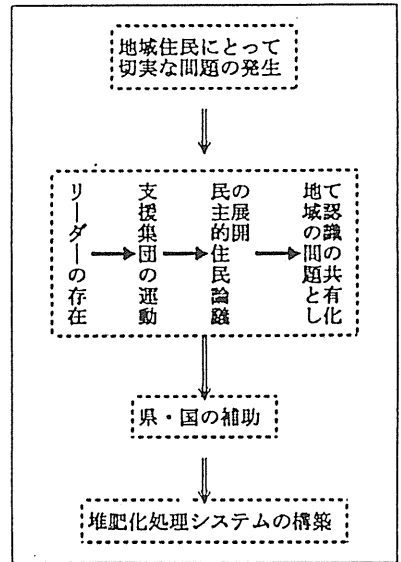 地域住民にとって
切実な問題の発生
リーダーの存在
支援集団の運動
民主的住民論議
の展開
地域の問題とし
て認識の共有化
県・国の補助
堆肥化処理システムの構築